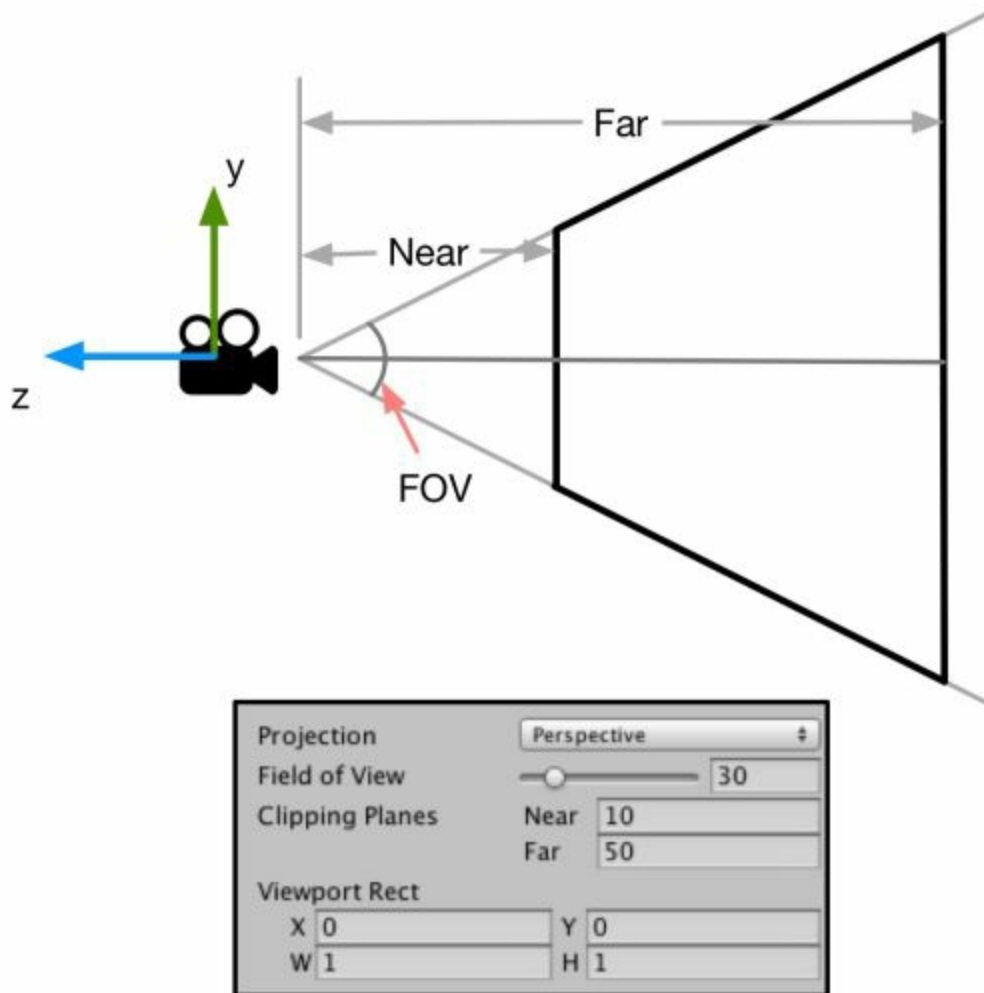 Far
y
Near
z
FOV
Projection Perspective
Field of View 30
Clipping Planes Near 10
Far 50
Viewport Rect
X 0 Y 0
W 1 H 1